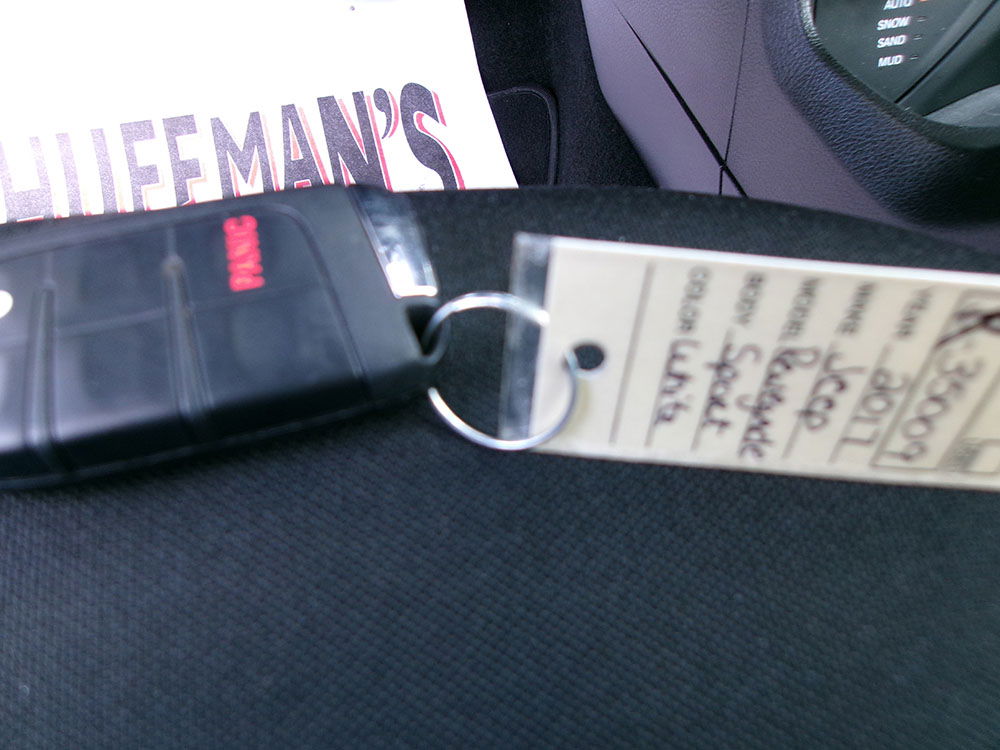 HUFFMAN'S
AUTO
SNOW
SAND
MUD
PANIC
R-35009
YEAR 2017
MAKE Jeep
MODEL Renegade
BODY Sport
COLOR White